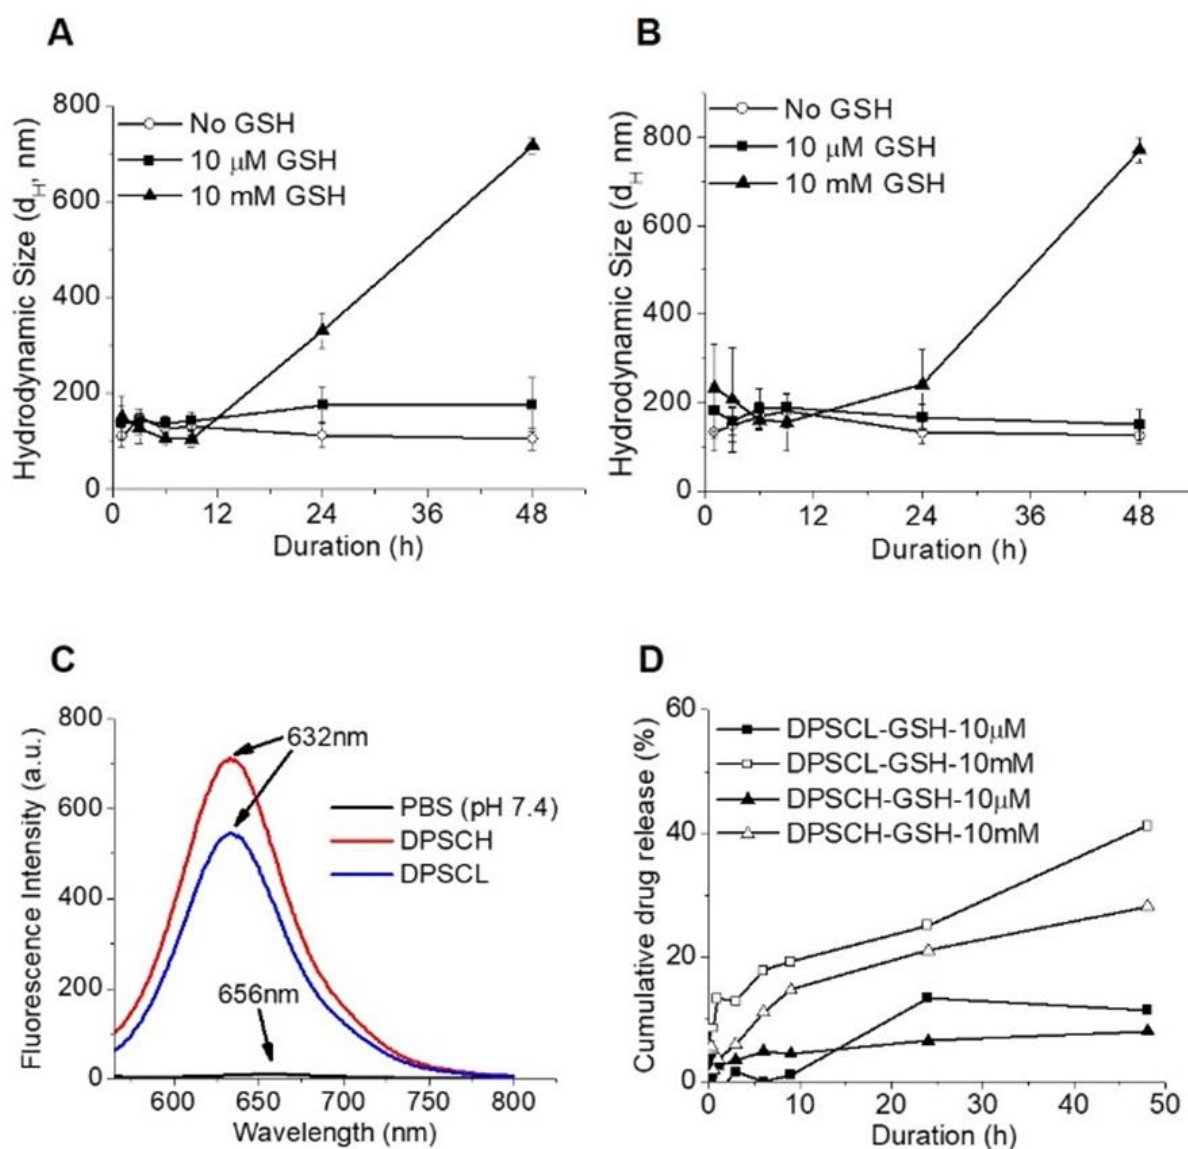 A
Hydrodynamic Size (dH, nm)
800
600
400
200
0
No GSH
10 μM GSH
10 mM GSH
0 12 24 36 48
Duration (h)
B
Hydrodynamic Size (dH nm)
800
600
400
200
0
No GSH
10 μM GSH
10 mM GSH
0 12 24 36 48
Duration (h)
C
Fluorescence Intensity (a.u.)
800
600
400
200
0
632nm
PBS (pH 7.4)
DPSCH
DPSCL
656nm
600 650 700 750 800
Wavelength (nm)
D
Cumulative drug release (%)
60
40
20
0
DPSCL-GSH-10μM
DPSCL-GSH-10mM
DPSCH-GSH-10μM
DPSCH-GSH-10mM
0 10 20 30 40 50
Duration (h)